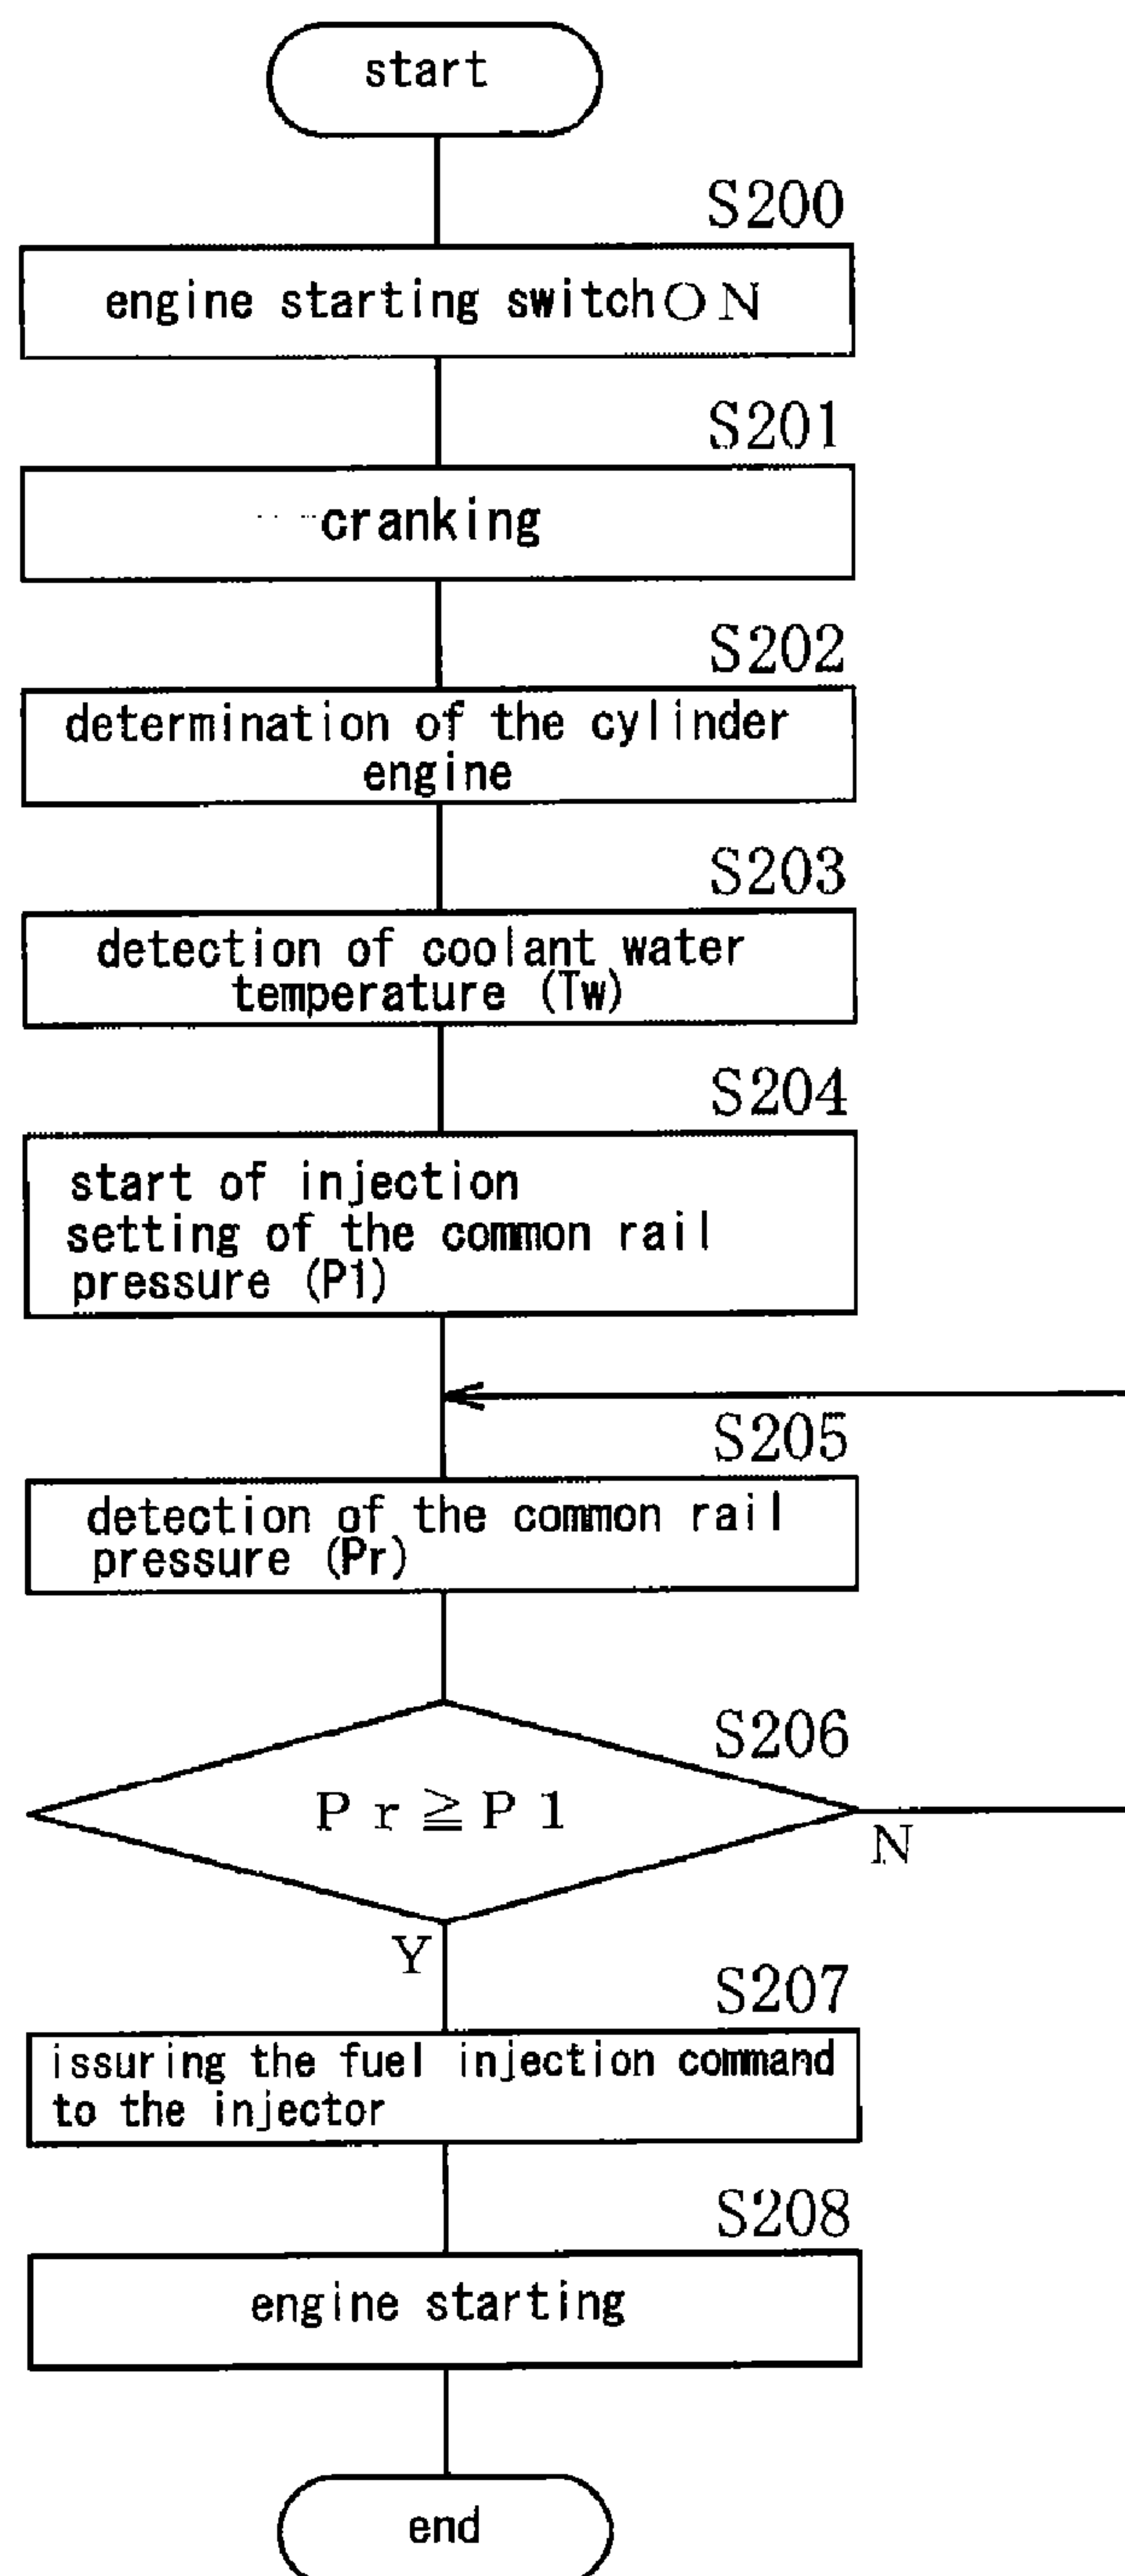 start
S200
engine starting switchON
S201
cranking
S202
determination of the cylinder
engine
S203
detection of coolant water
temperature (Tw)
S204
start of injection
setting of the common rail
pressure (P1)
S205
detection of the common rail
pressure (Pr)
S206
Pr≧P1
N
Y
S207
issuring the fuel injection command
to the injector
S208
engine starting
end